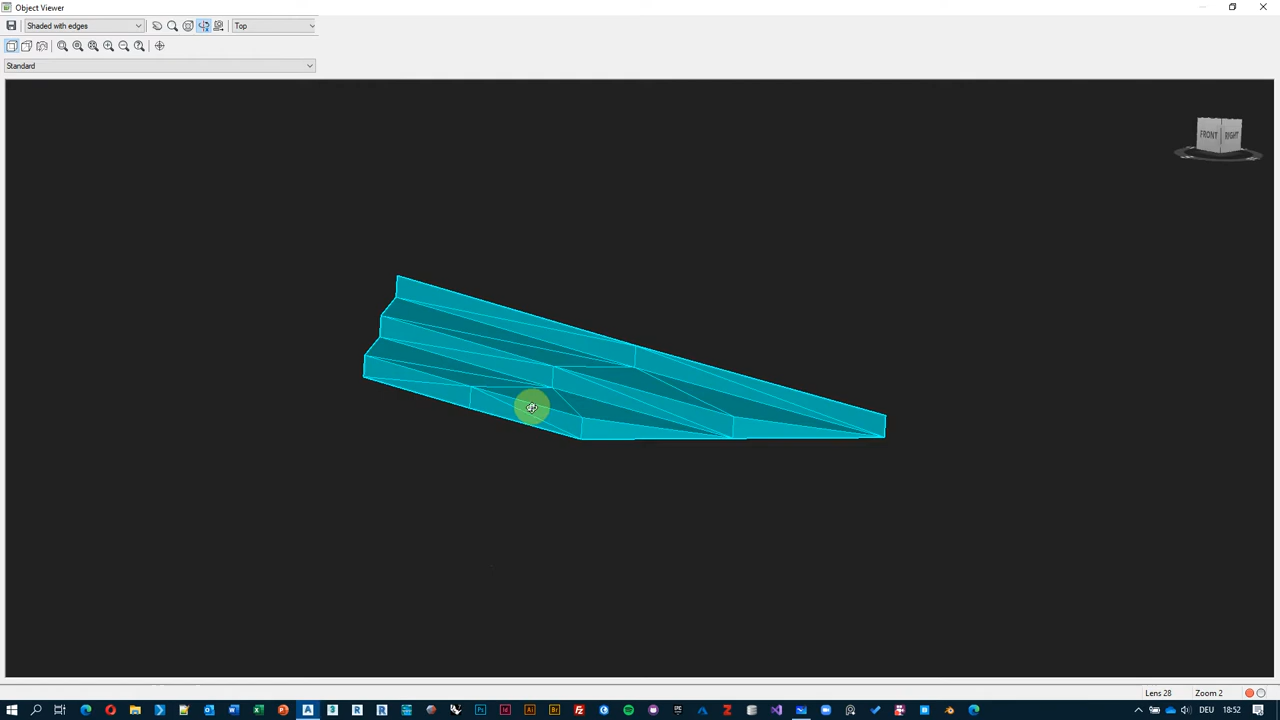 Object Viewer
Shaded with edges
Top
Standard
FRONT
RIGHT
Lens 28
Zoom 2
DEU
18:52